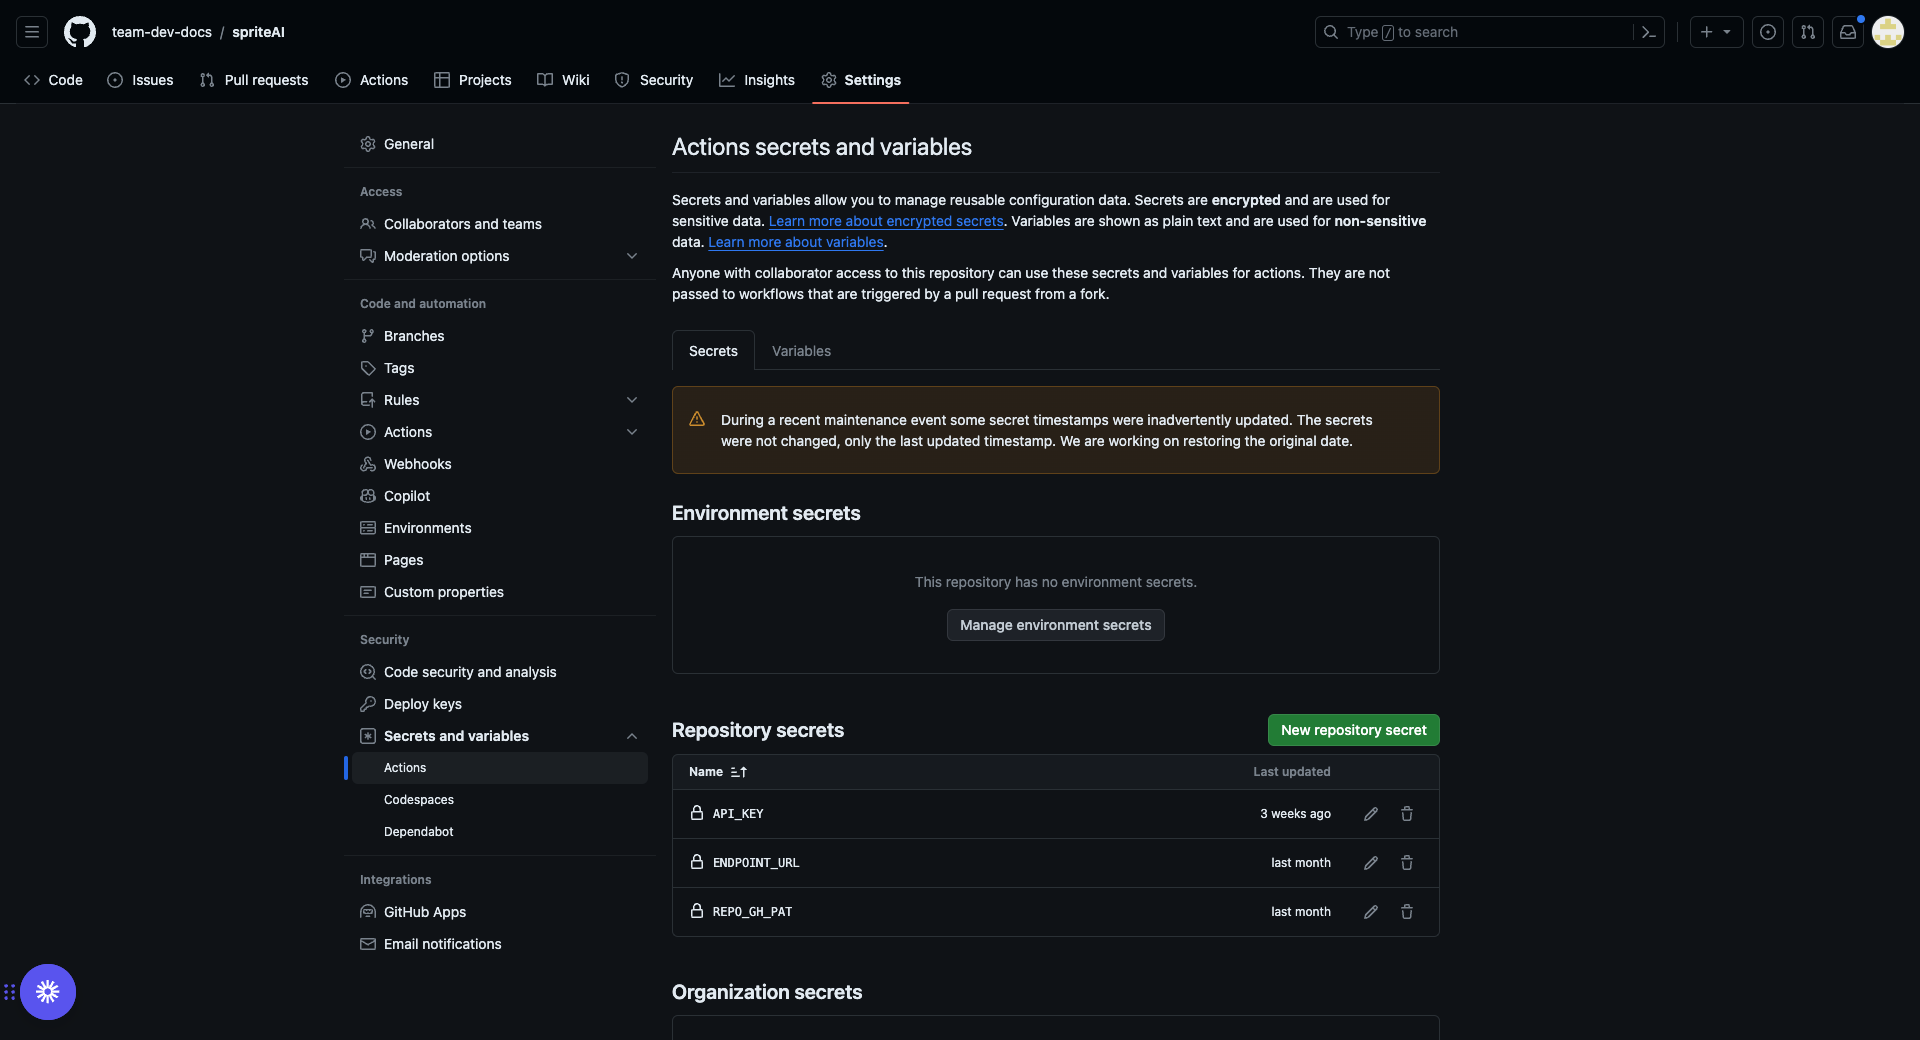 team-dev-docs / spriteAI
Type / to search
Code
Issues
Pull requests
Actions
Projects
Wiki
Security
Insights
Settings
General
Access
Collaborators and teams
Moderation options
Code and automation
Branches
Tags
Rules
Actions
Webhooks
Copilot
Environments
Pages
Custom properties
Security
Code security and analysis
Deploy keys
Secrets and variables
Actions
Codespaces
Dependabot
Integrations
GitHub Apps
Email notifications
Actions secrets and variables
Secrets and variables allow you to manage reusable configuration data. Secrets are encrypted and are used for
sensitive data. Learn more about encrypted secrets. Variables are shown as plain text and are used for non-sensitive
data. Learn more about variables.
Anyone with collaborator access to this repository can use these secrets and variables for actions. They are not
passed to workflows that are triggered by a pull request from a fork.
Secrets
Variables
During a recent maintenance event some secret timestamps were inadvertently updated. The secrets
were not changed, only the last updated timestamp. We are working on restoring the original date.
Environment secrets
This repository has no environment secrets.
Manage environment secrets
Repository secrets
New repository secret
Name
Last updated
API_KEY
3 weeks ago
ENDPOINT_URL
last month
REPO_GH_PAT
last month
Organization secrets